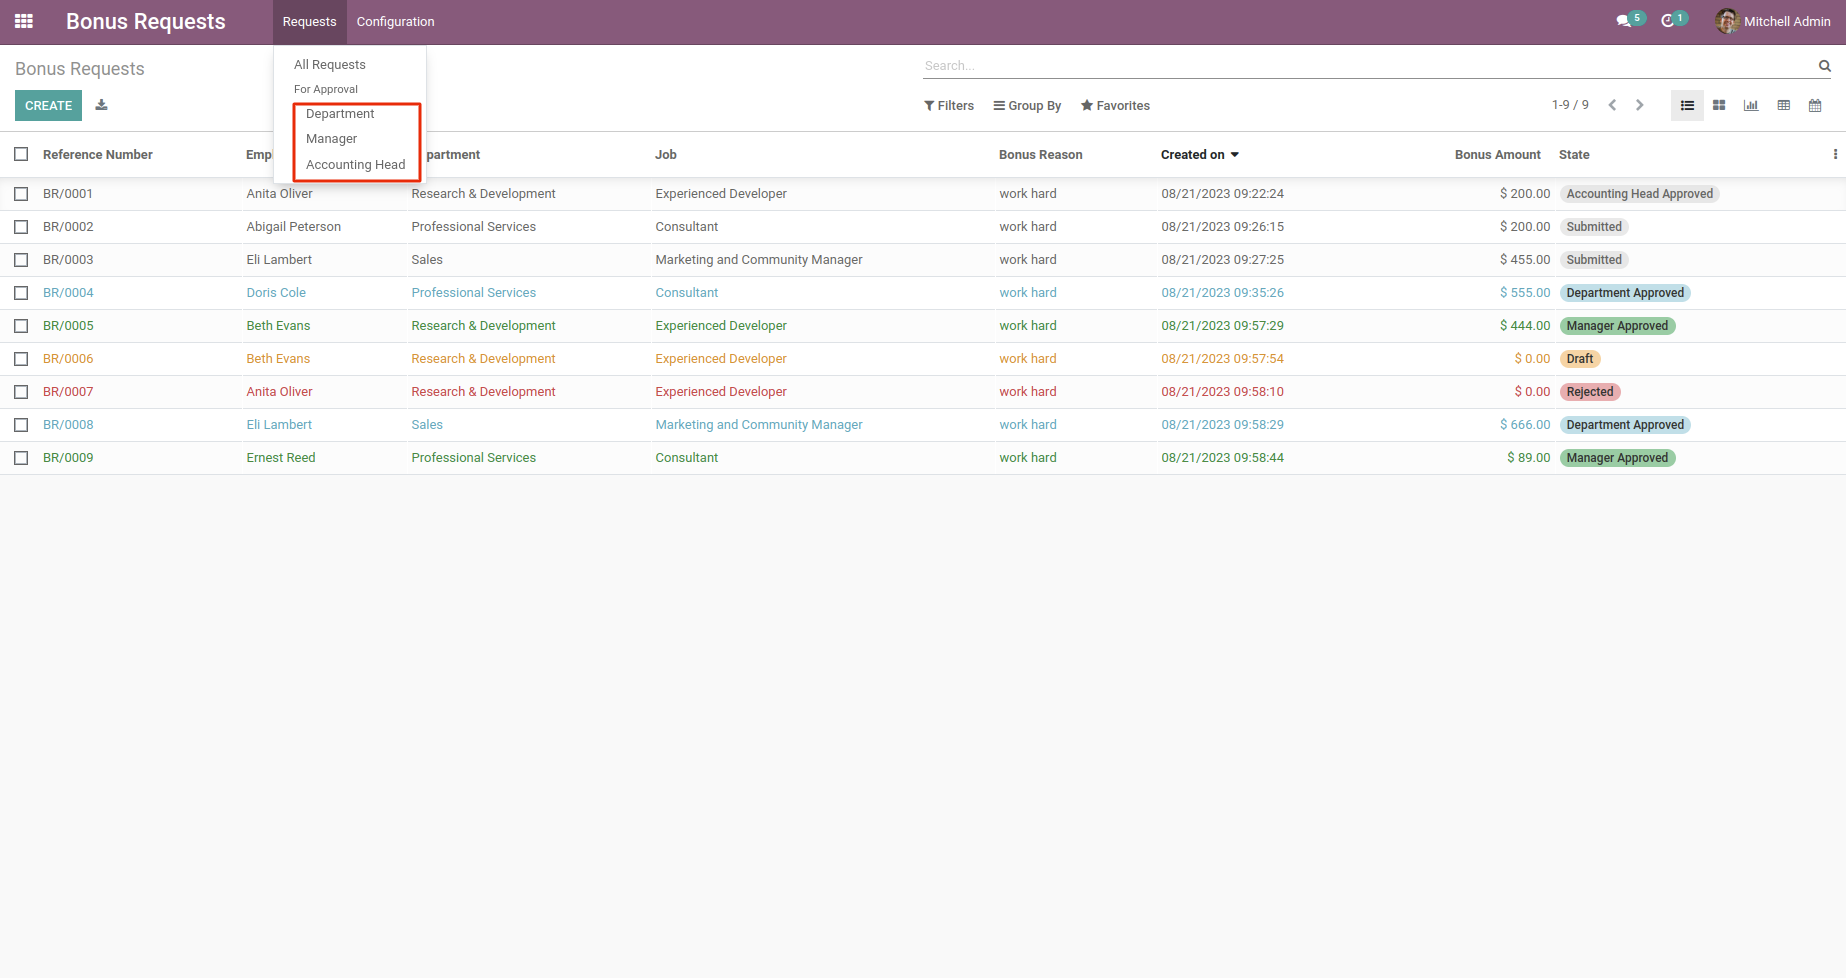 Bonus Requests Requests Configuration 5 1 Mitchell Admin
Bonus Requests All Requests Search...
For Approval
CREATE Department Filters Group By Favorites 1-9 / 9
Manager
Accounting Head
Reference Number Emp partment Job Bonus Reason Created on Bonus Amount State
BR/0001 Anita Oliver Research & Development Experienced Developer work hard 08/21/2023 09:22:24 $ 200.00 Accounting Head Approved
BR/0002 Abigail Peterson Professional Services Consultant work hard 08/21/2023 09:26:15 $ 200.00 Submitted
BR/0003 Eli Lambert Sales Marketing and Community Manager work hard 08/21/2023 09:27:25 $ 455.00 Submitted
BR/0004 Doris Cole Professional Services Consultant work hard 08/21/2023 09:35:26 $ 555.00 Department Approved
BR/0005 Beth Evans Research & Development Experienced Developer work hard 08/21/2023 09:57:29 $ 444.00 Manager Approved
BR/0006 Beth Evans Research & Development Experienced Developer work hard 08/21/2023 09:57:54 $ 0.00 Draft
BR/0007 Anita Oliver Research & Development Experienced Developer work hard 08/21/2023 09:58:10 $ 0.00 Rejected
BR/0008 Eli Lambert Sales Marketing and Community Manager work hard 08/21/2023 09:58:29 $ 666.00 Department Approved
BR/0009 Ernest Reed Professional Services Consultant work hard 08/21/2023 09:58:44 $ 89.00 Manager Approved